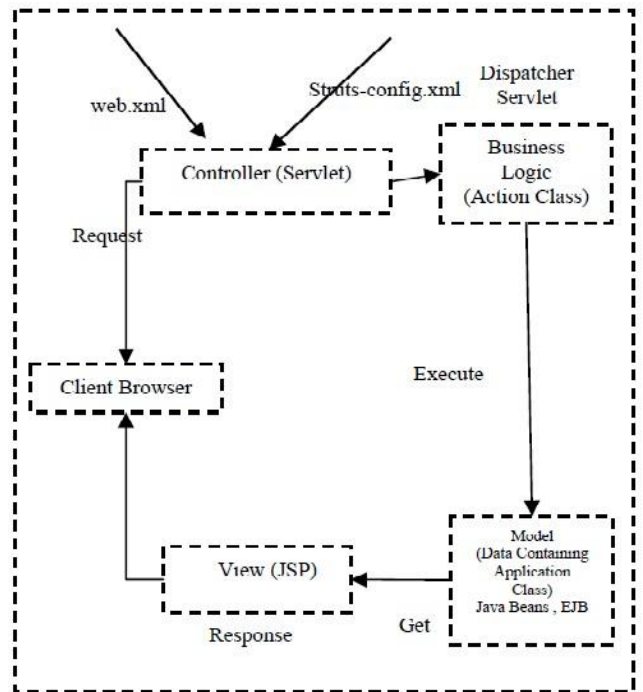 web.xml
Struts-config.xml
Dispatcher
Servlet
Controller (Servlet)
Business
Logic
(Action Class)
Request
Client Browser
Execute
View (JSP)
Response
Get
Model
(Data Containing
Application
Class)
Java Beans , EJB